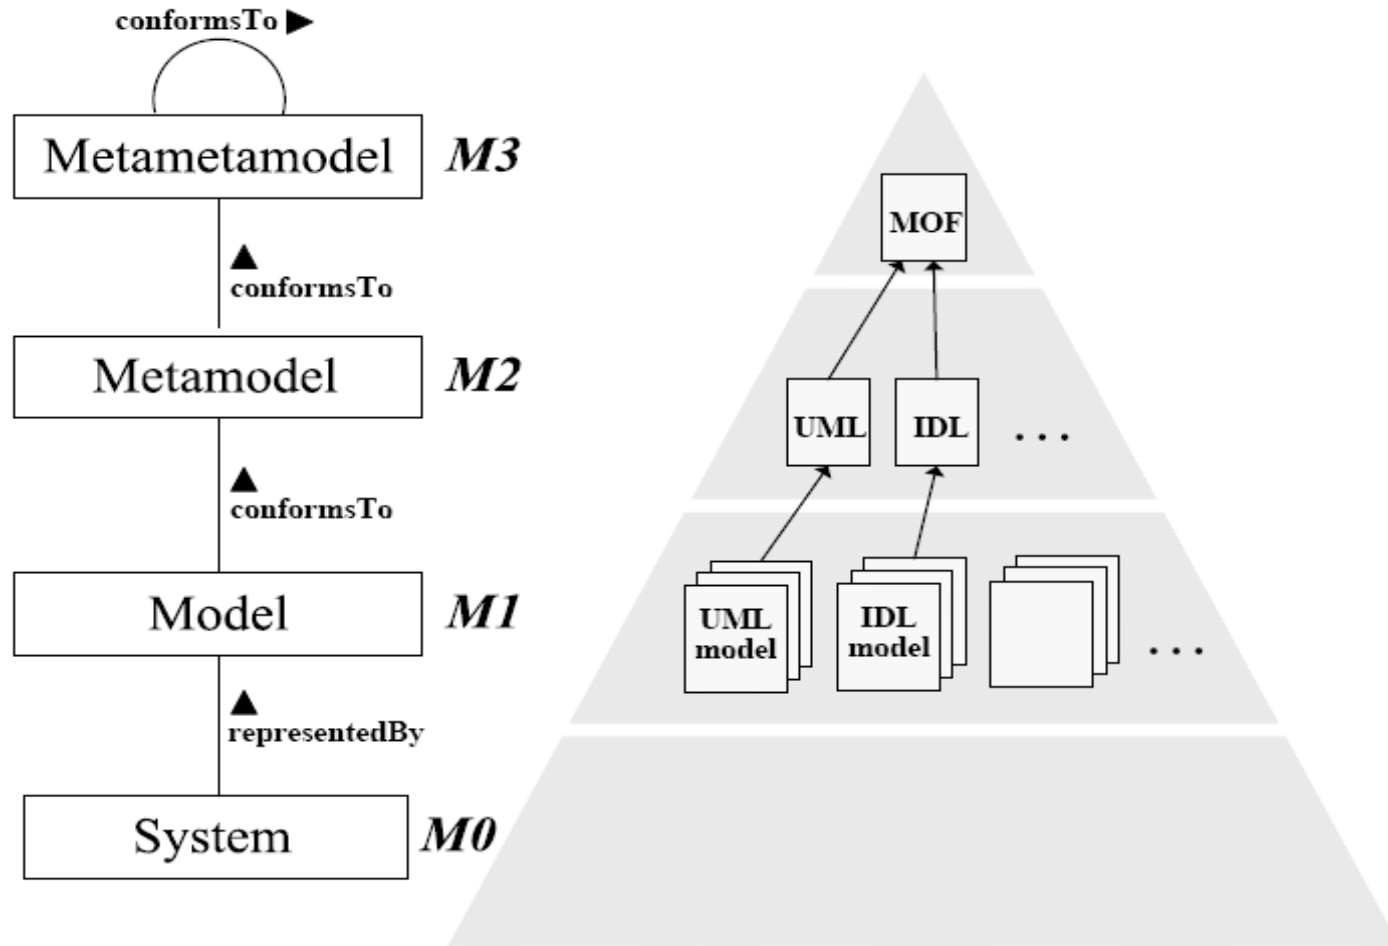 conformsTo ▶
Metametamodel
M3
▲
conformsTo
Metamodel
M2
▲
conformsTo
Model
M1
▲
representedBy
System
M0
MOF
UML
IDL
...
UML
model
IDL
model
...